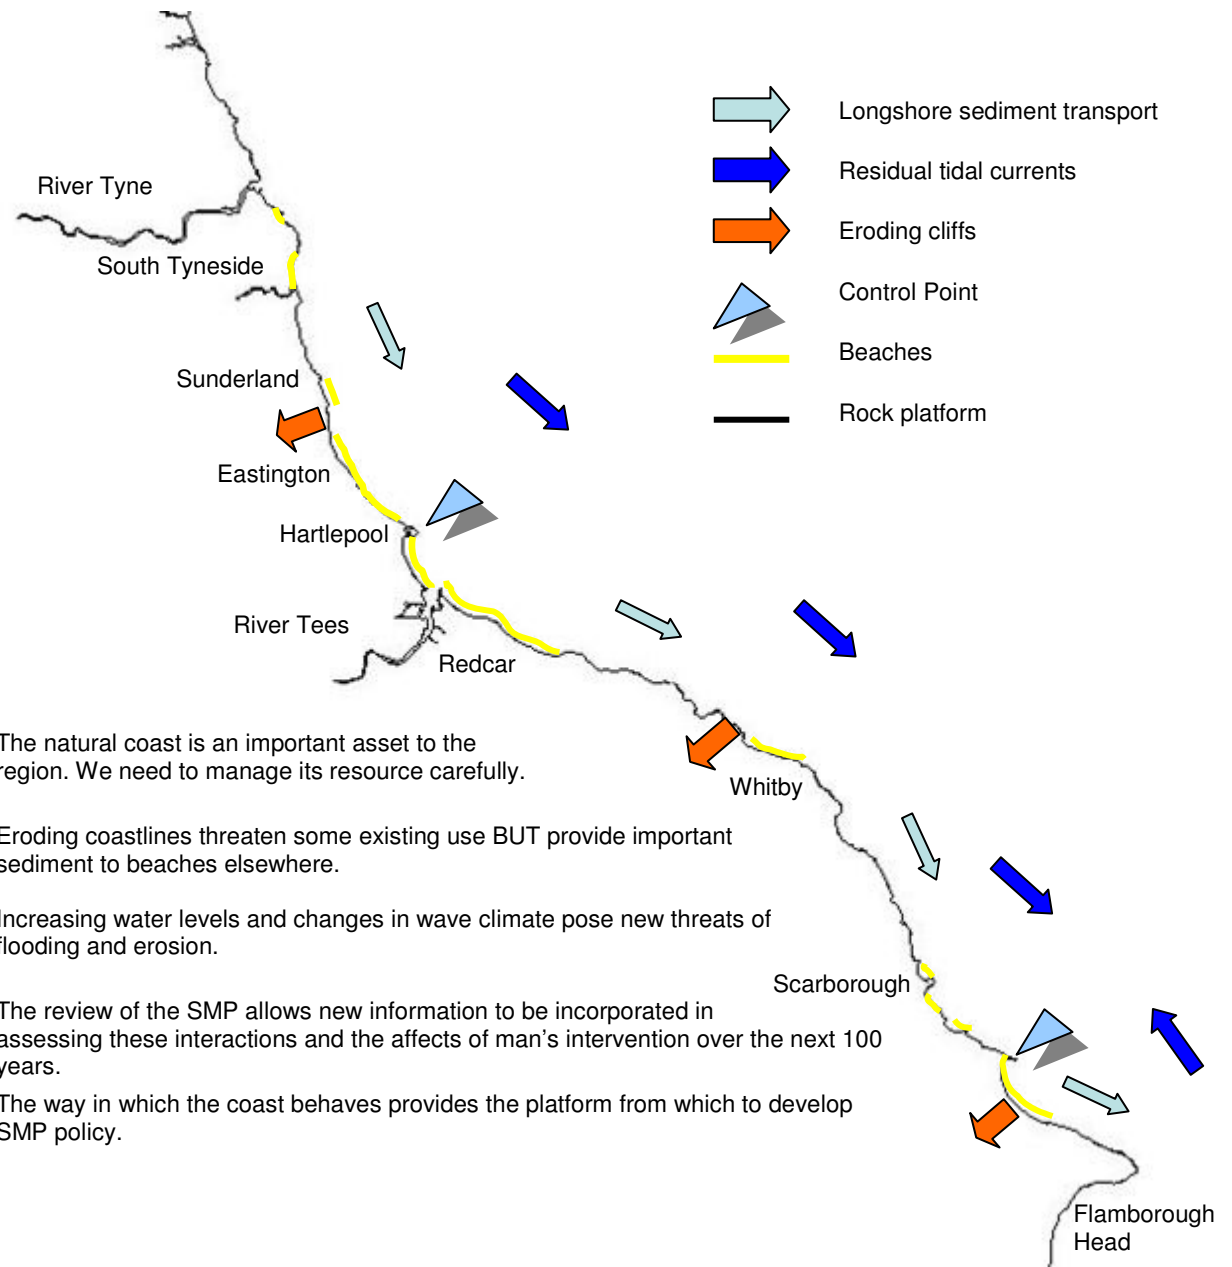 Longshore sediment transport
Residual tidal currents
Eroding cliffs
Control Point
Beaches
Rock platform
River Tyne
South Tyneside
Sunderland
Eastington
Hartlepool
River Tees
Redcar
Whitby
Scarborough
Flamborough
Head
The natural coast is an important asset to the
region. We need to manage its resource carefully.
Eroding coastlines threaten some existing use BUT provide important
sediment to beaches elsewhere.
Increasing water levels and changes in wave climate pose new threats of
flooding and erosion.
The review of the SMP allows new information to be incorporated in
assessing these interactions and the affects of man’s intervention over the next 100
years.
The way in which the coast behaves provides the platform from which to develop
SMP policy.